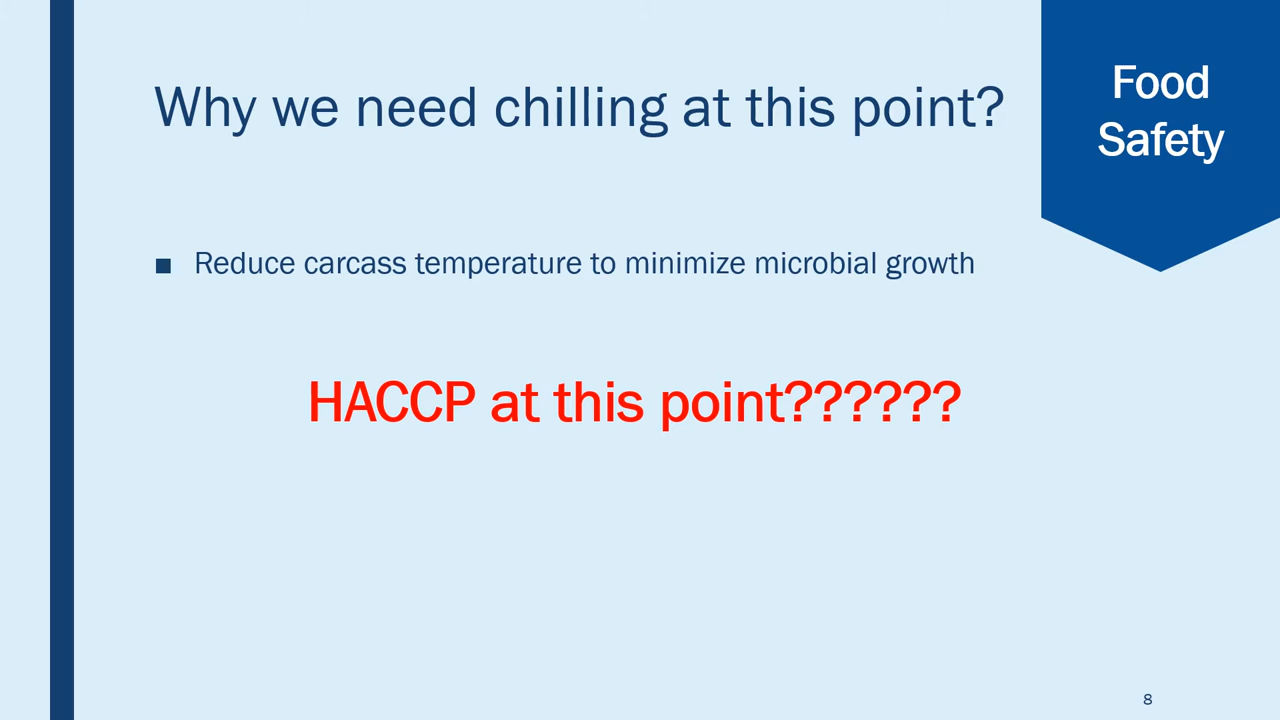 Why we need chilling at this point?
Food
Safety
■ Reduce carcass temperature to minimize microbial growth
HACCP at this point??????
8